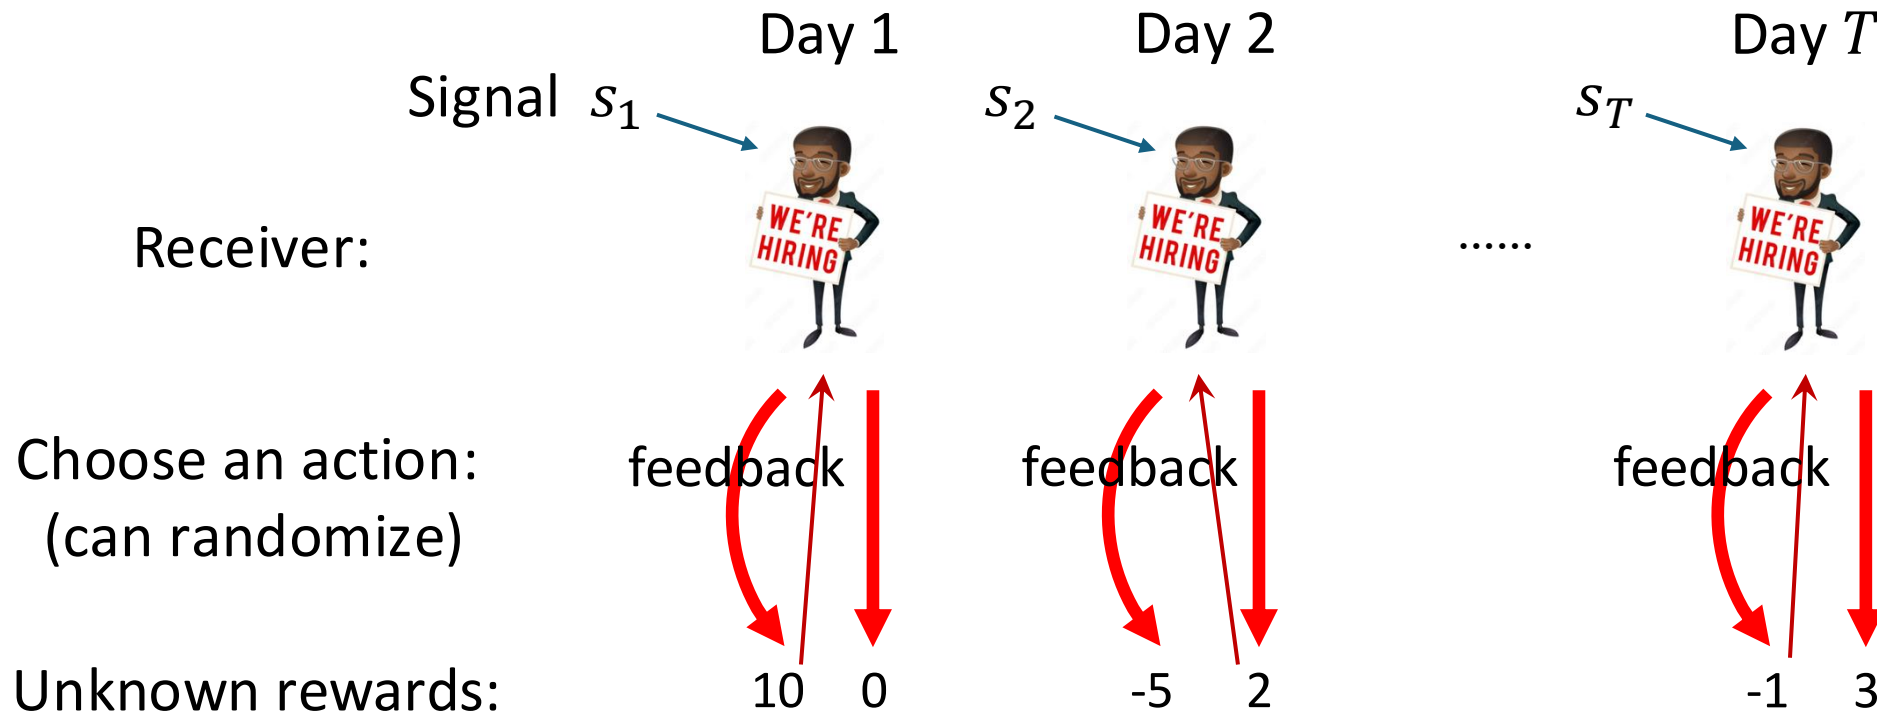 Day 1 Day 2 Day T
Signal s₁ s₂ s_T
WE'RE HIRING WE'RE HIRING WE'RE HIRING
Receiver: ......
Choose an action: feedback feedback feedback
(can randomize)
Unknown rewards: 10 0 -5 2 -1 3